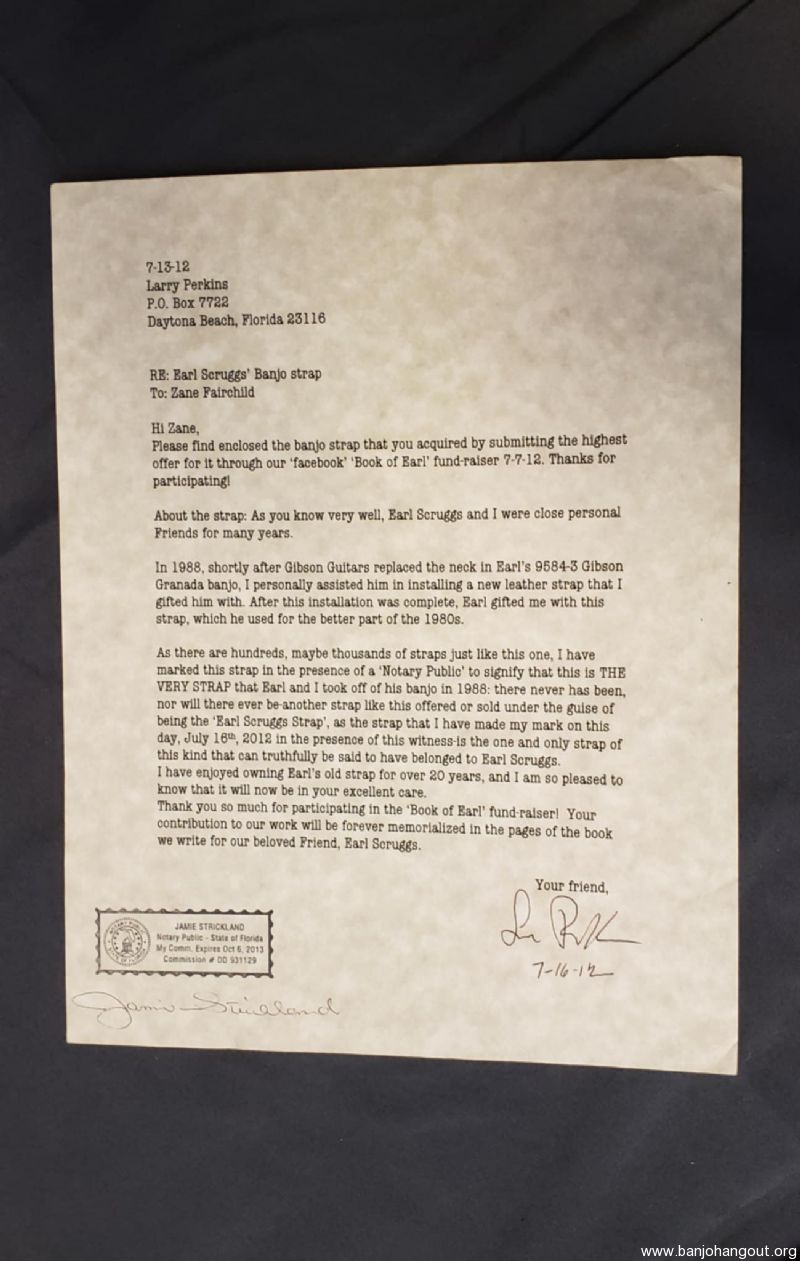 7-13-12
Larry Perkins
P.O. Box 7722
Daytona Beach, Florida 23116
RE: Earl Scruggs' Banjo strap
To: Zane Fairchild
Hi Zane,
Please find enclosed the banjo strap that you acquired by submitting the highest
offer for it through our 'facebook' 'Book of Earl' fund-raiser 7-7-12. Thanks for
participating!
About the strap: As you know very well, Earl Scruggs and I were close personal
Friends for many years.
In 1988, shortly after Gibson Guitars replaced the neck in Earl's 9584-3 Gibson
Granada banjo, I personally assisted him in installing a new leather strap that I
gifted him with. After this installation was complete, Earl gifted me with this
strap, which he used for the better part of the 1980s.
As there are hundreds, maybe thousands of straps just like this one, I have
marked this strap in the presence of a 'Notary Public' to signify that this is THE
VERY STRAP that Earl and I took off of his banjo in 1988: there never has been,
nor will there ever be-another strap like this offered or sold under the guise of
being the 'Earl Scruggs Strap', as the strap that I have made my mark on this
day, July 16th, 2012 in the presence of this witness-is the one and only strap of
this kind that can truthfully be said to have belonged to Earl Scruggs.
I have enjoyed owning Earl's old strap for over 20 years, and I am so pleased to
know that it will now be in your excellent care.
Thank you so much for participating in the 'Book of Earl' fund-raiser! Your
contribution to our work will be forever memorialized in the pages of the book
we write for our beloved Friend, Earl Scruggs.
Your friend,
7-16-12
JAMIE STRICKLAND
Notary Public - State of Florida
My Comm. Expires Oct 6, 2013
Commission # DD 931129
Jamie Strickland
www.banjohangout.org